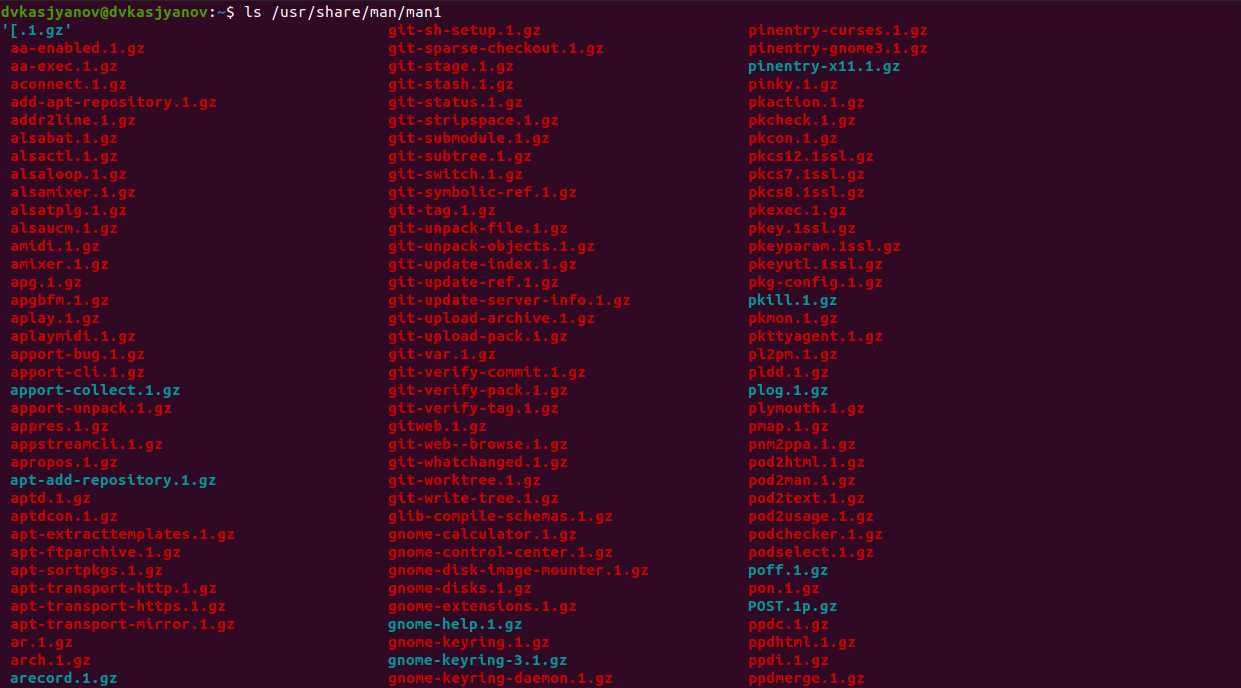 dvkasjyanov@dvkasjyanov:~$ ls /usr/share/man/man1
'[.1.gz' git-sh-setup.1.gz pinentry-curses.1.gz
aa-enabled.1.gz git-sparse-checkout.1.gz pinentry-gnome3.1.gz
aa-exec.1.gz git-stage.1.gz pinentry-x11.1.gz
aconnect.1.gz git-stash.1.gz pinky.1.gz
add-apt-repository.1.gz git-status.1.gz pkaction.1.gz
addr2line.1.gz git-stripspace.1.gz pkcheck.1.gz
alsabat.1.gz git-submodule.1.gz pkcon.1.gz
alsactl.1.gz git-subtree.1.gz pkcs12.1ssl.gz
alsaloop.1.gz git-switch.1.gz pkcs7.1ssl.gz
alsamixer.1.gz git-symbolic-ref.1.gz pkcs8.1ssl.gz
alsatplg.1.gz git-tag.1.gz pkexec.1.gz
alsaucm.1.gz git-unpack-file.1.gz pkey.1ssl.gz
amidi.1.gz git-unpack-objects.1.gz pkeyparam.1ssl.gz
amixer.1.gz git-update-index.1.gz pkeyutl.1ssl.gz
apg.1.gz git-update-ref.1.gz pkg-config.1.gz
apgbfm.1.gz git-update-server-info.1.gz pkill.1.gz
aplay.1.gz git-upload-archive.1.gz pkmon.1.gz
aplaymidi.1.gz git-upload-pack.1.gz pkttyagent.1.gz
apport-bug.1.gz git-var.1.gz pl2pm.1.gz
apport-cli.1.gz git-verify-commit.1.gz pldd.1.gz
apport-collect.1.gz git-verify-pack.1.gz plog.1.gz
apport-unpack.1.gz git-verify-tag.1.gz plymouth.1.gz
appres.1.gz gitweb.1.gz pmap.1.gz
appstreamcli.1.gz git-web--browse.1.gz pnm2ppa.1.gz
apropos.1.gz git-whatchanged.1.gz pod2html.1.gz
apt-add-repository.1.gz git-worktree.1.gz pod2man.1.gz
aptd.1.gz git-write-tree.1.gz pod2text.1.gz
aptdcon.1.gz glib-compile-schemas.1.gz pod2usage.1.gz
apt-extracttemplates.1.gz gnome-calculator.1.gz podchecker.1.gz
apt-ftparchive.1.gz gnome-control-center.1.gz podselect.1.gz
apt-sortpkgs.1.gz gnome-disk-image-mounter.1.gz poff.1.gz
apt-transport-http.1.gz gnome-disks.1.gz pon.1.gz
apt-transport-https.1.gz gnome-extensions.1.gz POST.1p.gz
apt-transport-mirror.1.gz gnome-help.1.gz ppdc.1.gz
ar.1.gz gnome-keyring.1.gz ppdhtml.1.gz
arch.1.gz gnome-keyring-3.1.gz ppdi.1.gz
arecord.1.gz gnome-keyring-daemon.1.gz ppdmerge.1.gz